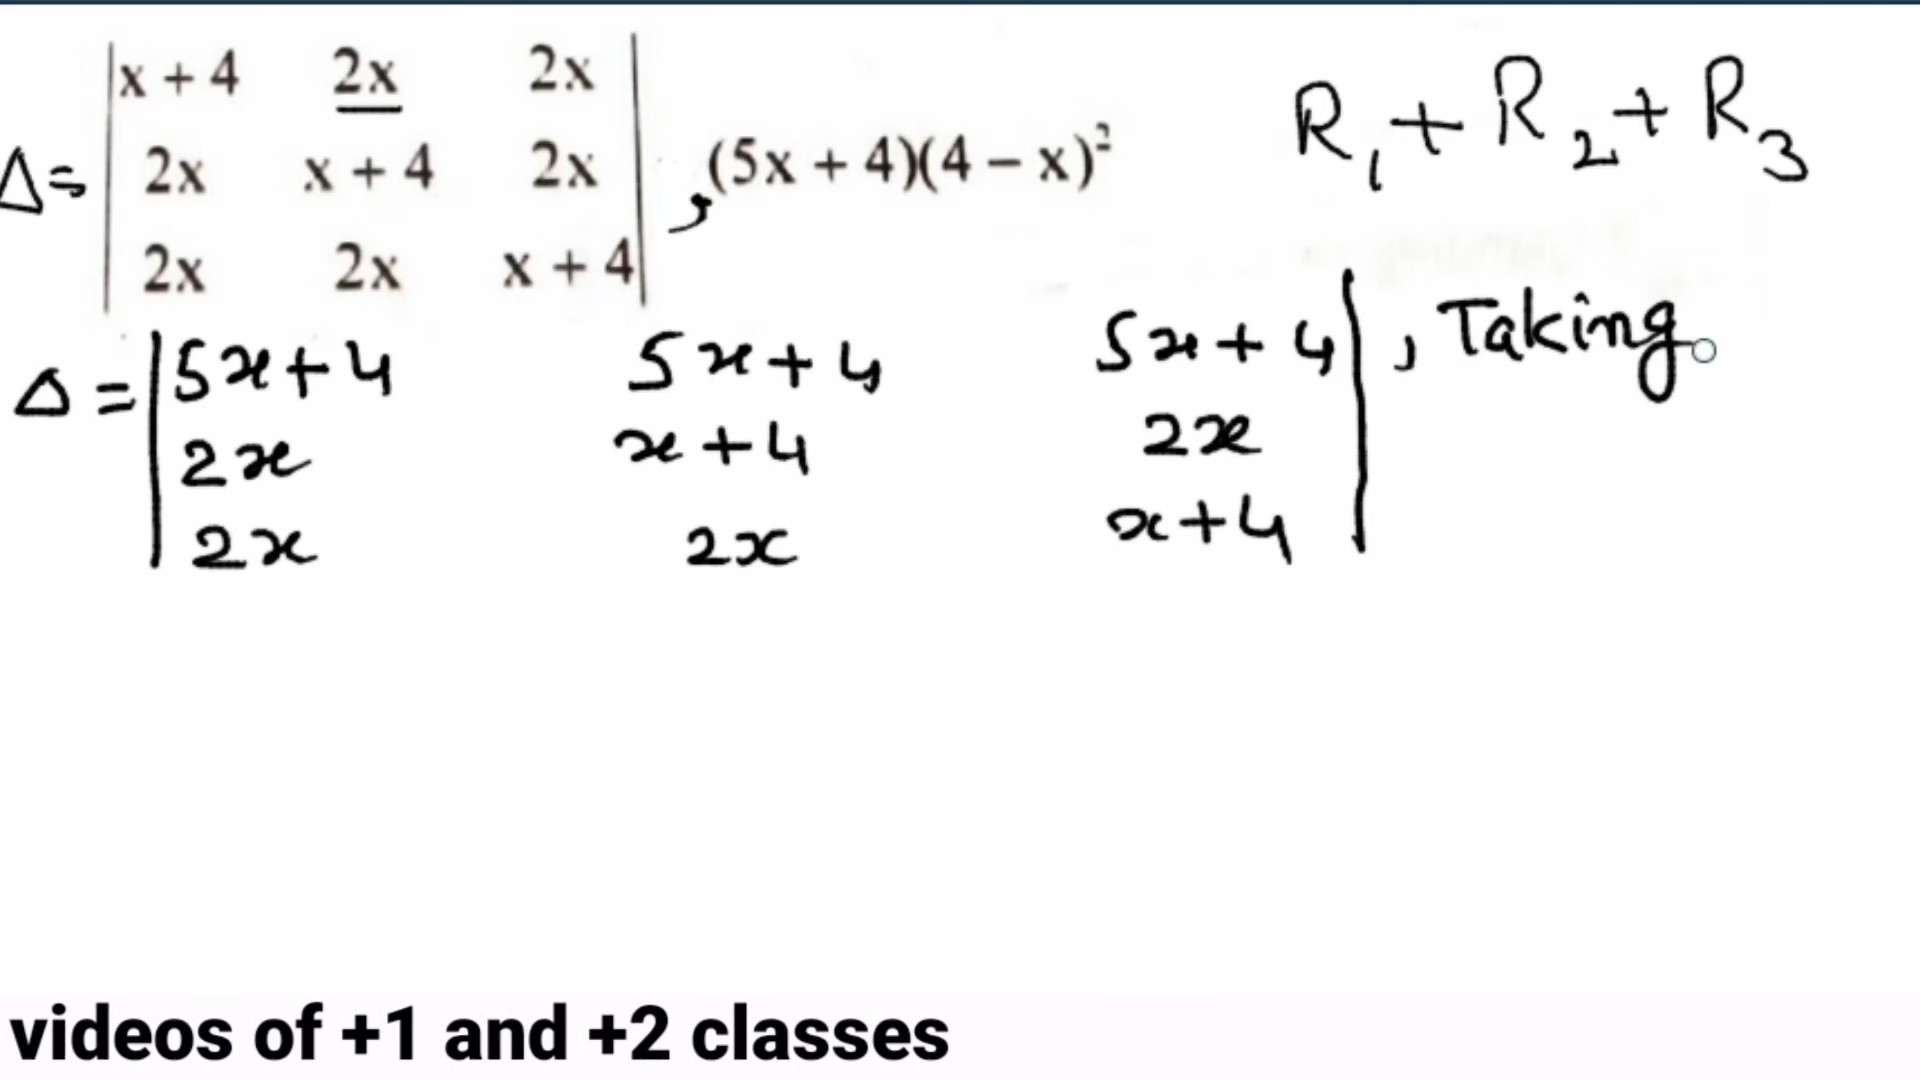 Δ= |x + 4 2x 2x|
|2x x + 4 2x| , (5x + 4)(4 − x)²
|2x 2x x + 4|
R₁ + R₂ + R₃
Δ = |5x+4 5x+4 5x+4| , Taking
|2x x+4 2x|
|2x 2x x+4|
videos of +1 and +2 classes